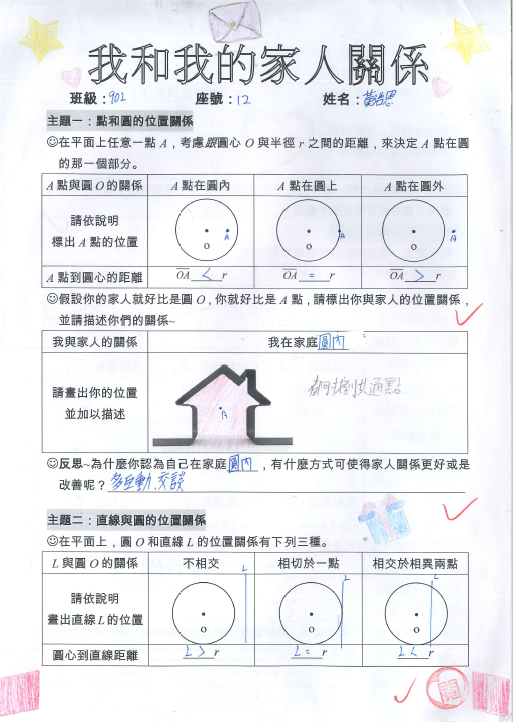 我和我的家人關係
班級：902 座號：12 姓名：
主題一：點和圓的位置關係
☺在平面上任意一點 A，考慮跟圓心 O 與半徑 r 之間的距離，來決定 A 點在圓
的那一個部分。
A 點與圓 O 的關係 A 點在圓內 A 點在圓上 A 點在圓外
請依說明
標出 A 點的位置
A A A
O O O
A 點到圓心的距離 OA < r OA = r OA > r
☺假設你的家人就好比是圓 O，你就好比是 A 點，請標出你與家人的位置關係，
並請描述你們的關係~
我與家人的關係 我在家庭圓內
請畫出你的位置
並加以描述
A
都可找到共通點
☺反思~為什麼你認為自己在家庭圓內，有什麼方式可使得家人關係更好或是
改善呢？多互動、交談
主題二：直線與圓的位置關係
☺在平面上，圓 O 和直線 L 的位置關係有下列三種。
L 與圓 O 的關係 不相交 相切於一點 相交於相異兩點
L L L
請依說明
畫出直線 L 的位置
O O O
圓心到直線距離 L > r L = r L < r
閱